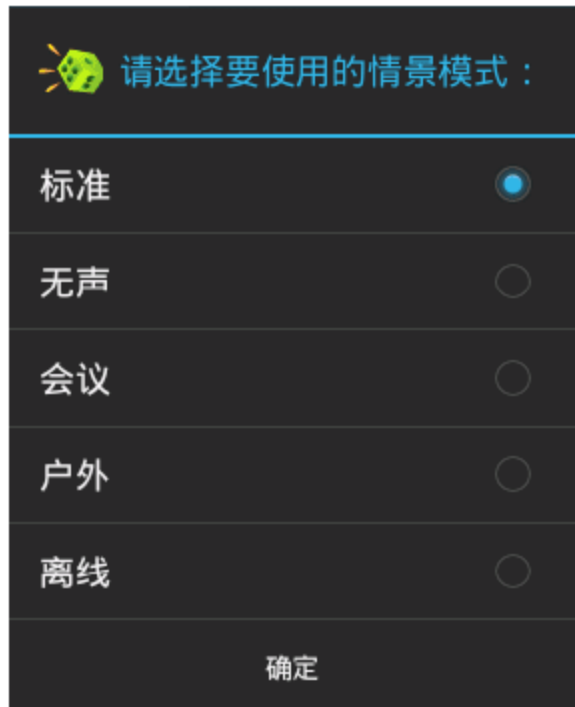 请选择要使用的情景模式：
标准
无声
会议
户外
离线
确定